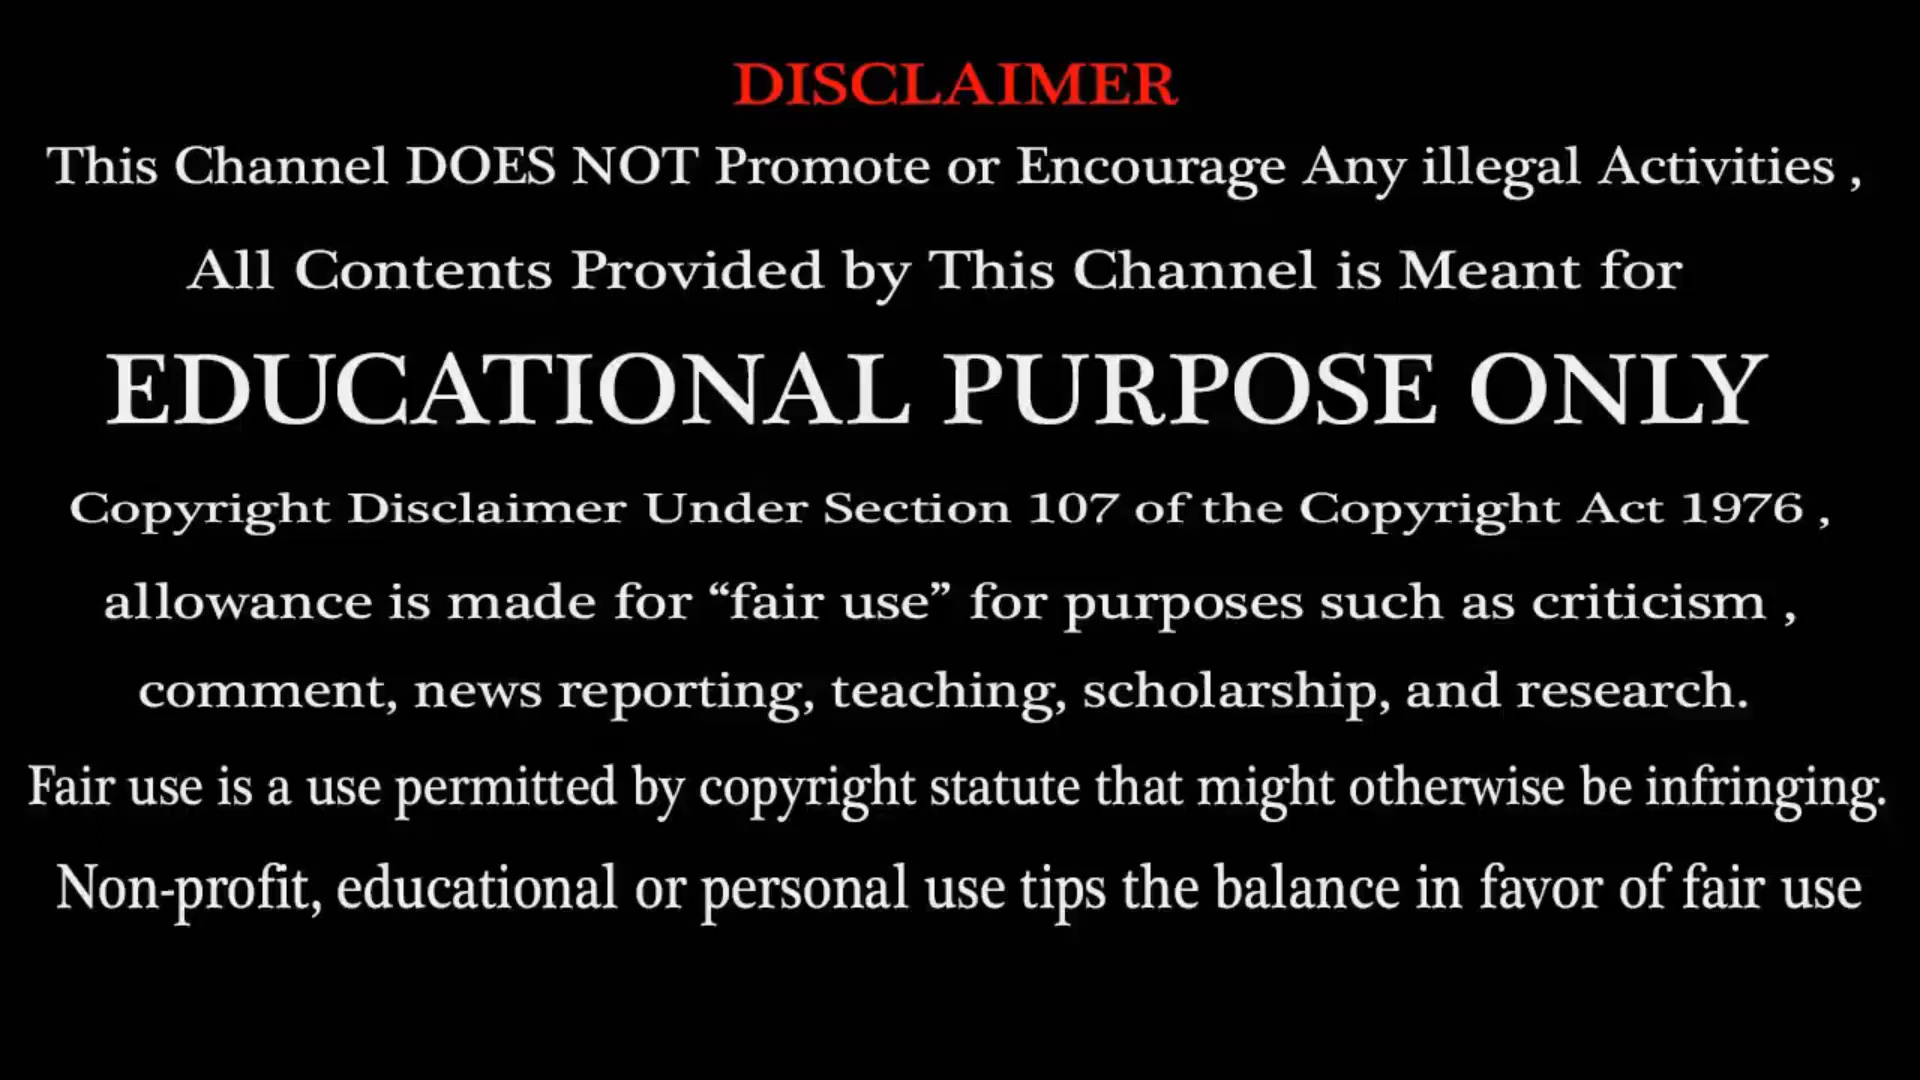 DISCLAIMER
This Channel DOES NOT Promote or Encourage Any illegal Activities ,
All Contents Provided by This Channel is Meant for
EDUCATIONAL PURPOSE ONLY
Copyright Disclaimer Under Section 107 of the Copyright Act 1976 ,
allowance is made for “fair use” for purposes such as criticism ,
comment, news reporting, teaching, scholarship, and research.
Fair use is a use permitted by copyright statute that might otherwise be infringing.
Non-profit, educational or personal use tips the balance in favor of fair use